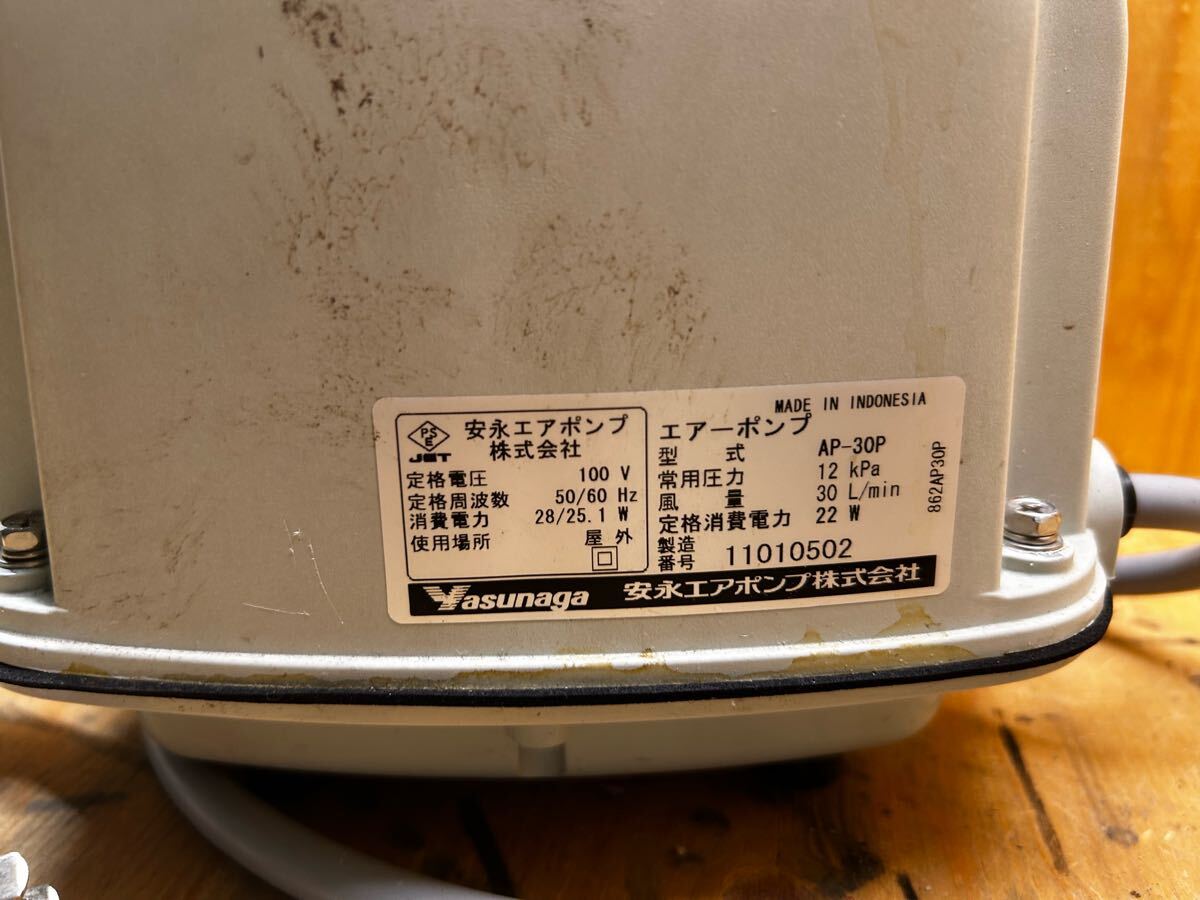 PS
E
JET
安永エアポンプ
株式会社
定格電圧 100 V
定格周波数 50/60 Hz
消費電力 28/25.1 W
使用場所 屋外
MADE IN INDONESIA
エアーポンプ
型式 AP-30P
常用圧力 12 kPa
風量 30 L/min
定格消費電力 22 W
製造
番号 11010502
862AP30P
Yasunaga 安永エアポンプ株式会社